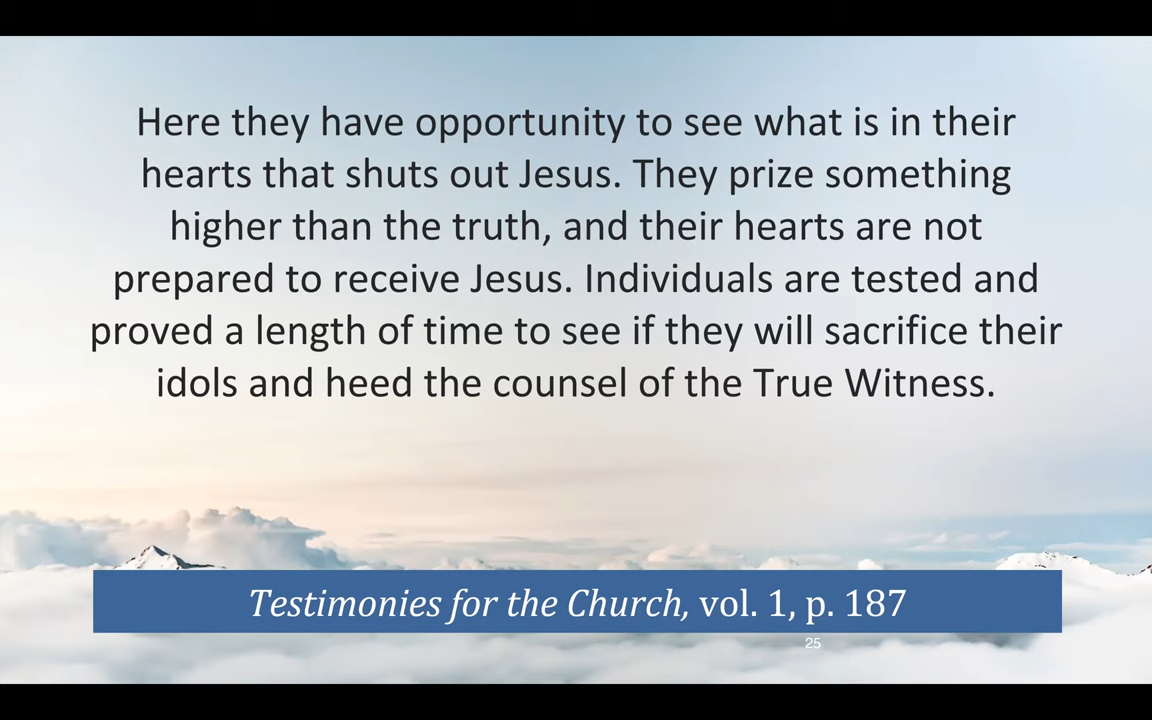 Here they have opportunity to see what is in their
hearts that shuts out Jesus. They prize something
higher than the truth, and their hearts are not
prepared to receive Jesus. Individuals are tested and
proved a length of time to see if they will sacrifice their
idols and heed the counsel of the True Witness.
Testimonies for the Church, vol. 1, p. 187
25